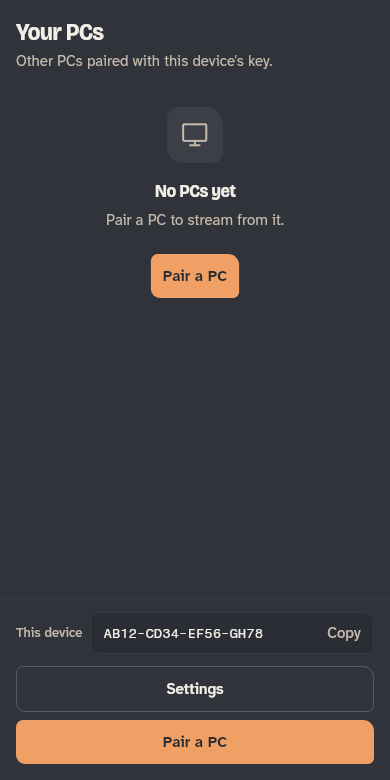 Your PCs
Other PCs paired with this device's key.
No PCs yet
Pair a PC to stream from it.
Pair a PC
This device
AB12-CD34-EF56-GH78
Copy
Settings
Pair a PC